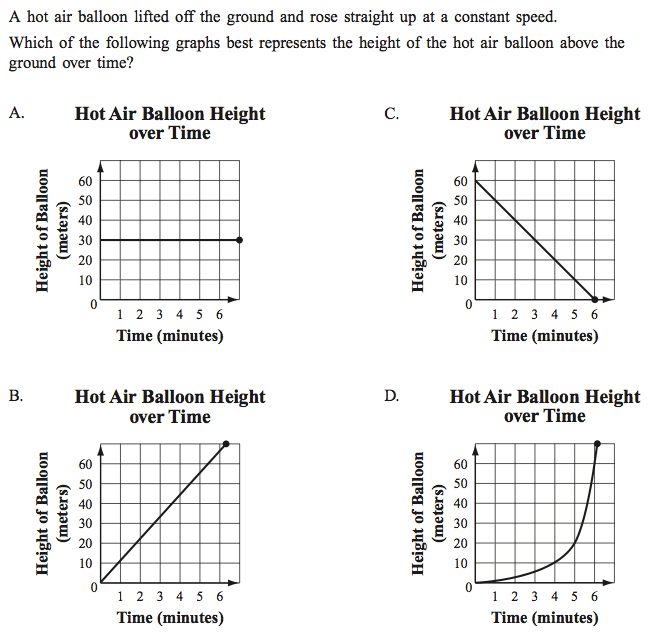 A hot air balloon lifted off the ground and rose straight up at a constant speed.
Which of the following graphs best represents the height of the hot air balloon above the
ground over time?
A.
Hot Air Balloon Height
over Time
Height of Balloon
(meters)
60
50
40
30
20
10
0
1 2 3 4 5 6
Time (minutes)
C.
Hot Air Balloon Height
over Time
Height of Balloon
(meters)
60
50
40
30
20
10
0
1 2 3 4 5 6
Time (minutes)
B.
Hot Air Balloon Height
over Time
Height of Balloon
(meters)
60
50
40
30
20
10
0
1 2 3 4 5 6
Time (minutes)
D.
Hot Air Balloon Height
over Time
Height of Balloon
(meters)
60
50
40
30
20
10
0
1 2 3 4 5 6
Time (minutes)